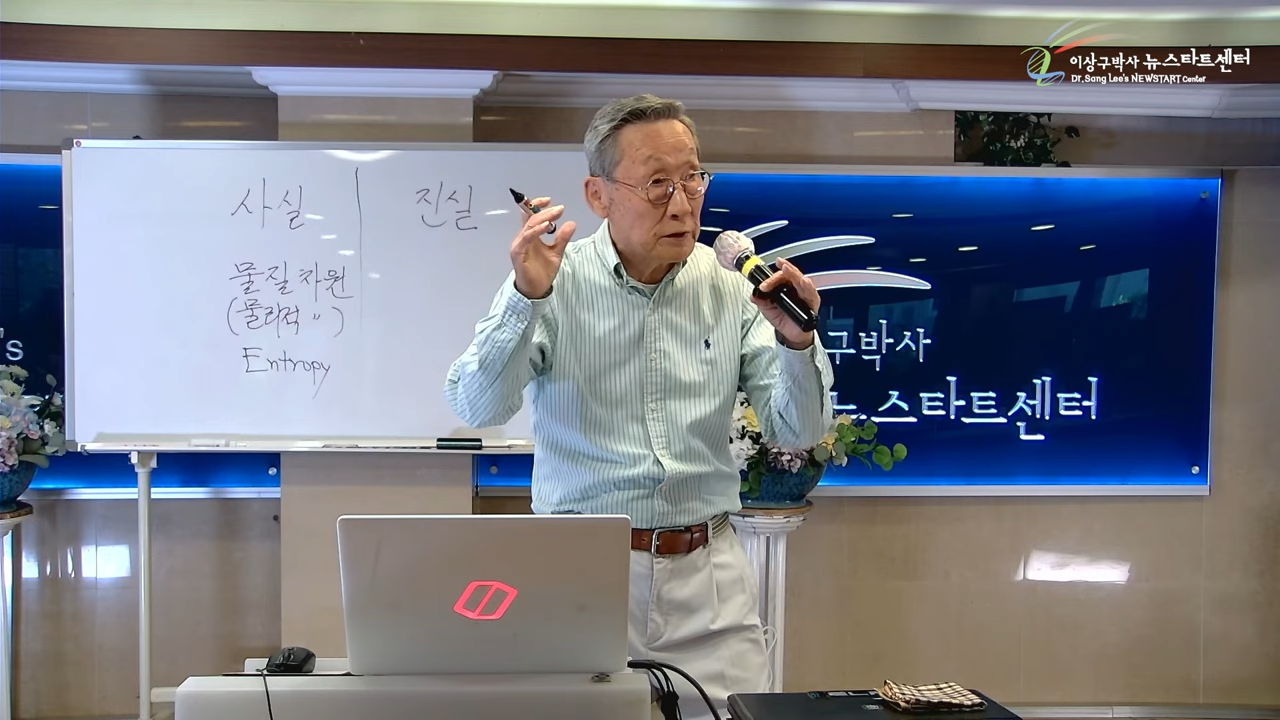 이상구박사 뉴스타트센터
Dr. Sang Lee's NEWSTART Center
사실 | 진실
물질차원
(물리적 〃)
Entropy
's
구박사
뉴스타트센터